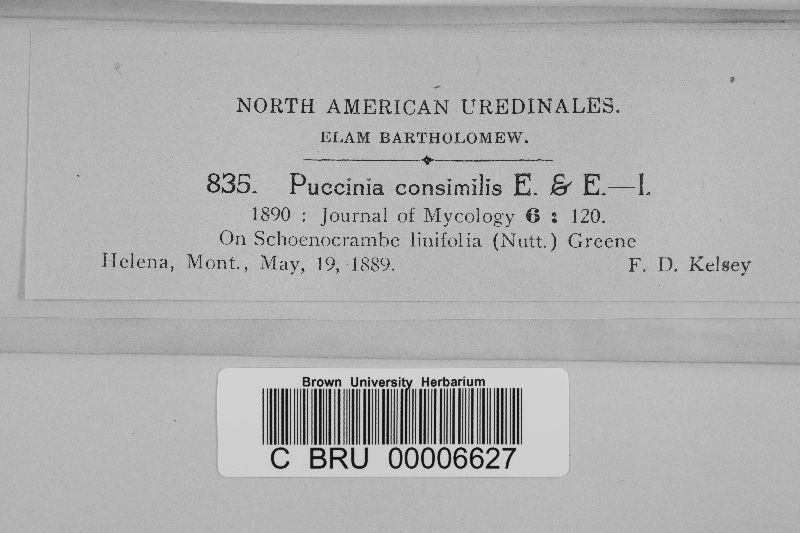 NORTH AMERICAN UREDINALES.
ELAM BARTHOLOMEW.
835. Puccinia consimilis E. & E.—I.
1890 : Journal of Mycology 6 : 120.
On Schoenocrambe linifolia (Nutt.) Greene
Helena, Mont., May, 19, 1889. F. D. Kelsey
Brown University Herbarium
C BRU 00006627